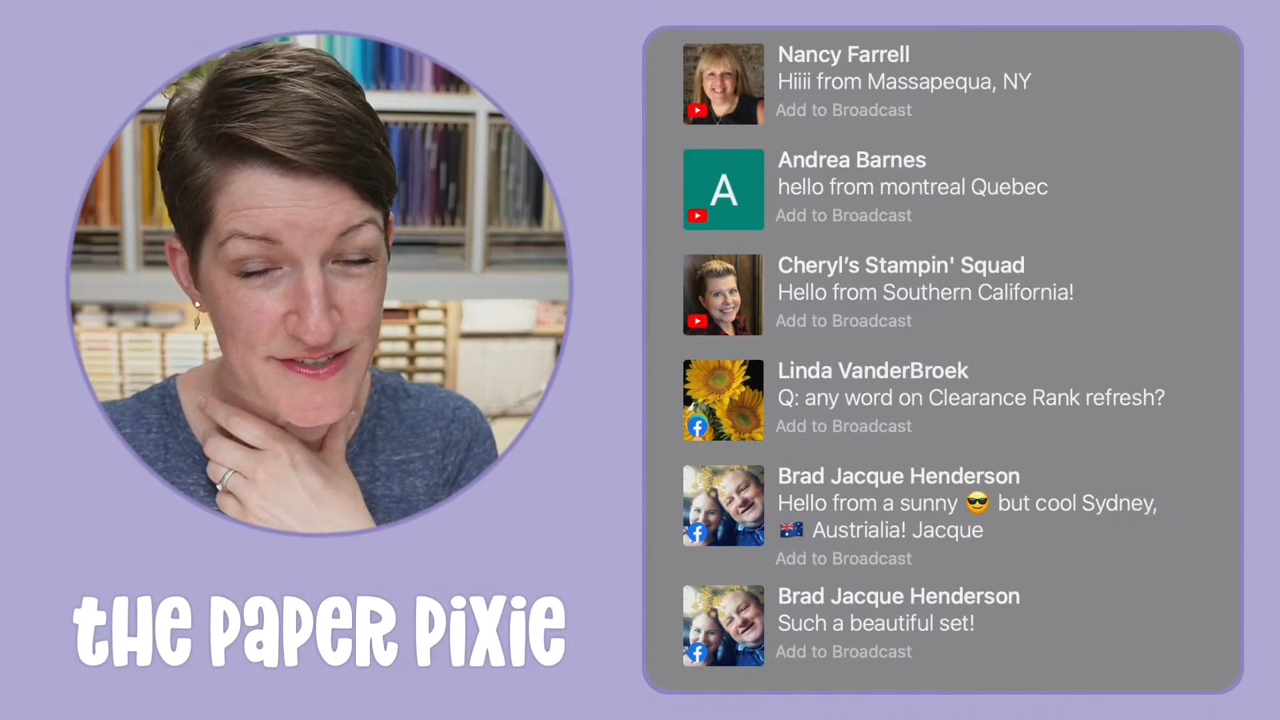 Nancy Farrell
Hiiii from Massapequa, NY
Add to Broadcast
A
Andrea Barnes
hello from montreal Quebec
Add to Broadcast
Cheryl’s Stampin' Squad
Hello from Southern California!
Add to Broadcast
Linda VanderBroek
Q: any word on Clearance Rank refresh?
Add to Broadcast
Brad Jacque Henderson
Hello from a sunny 😎 but cool Sydney,
🇦🇺 Austrialia! Jacque
Add to Broadcast
Brad Jacque Henderson
Such a beautiful set!
Add to Broadcast
the paper pixie